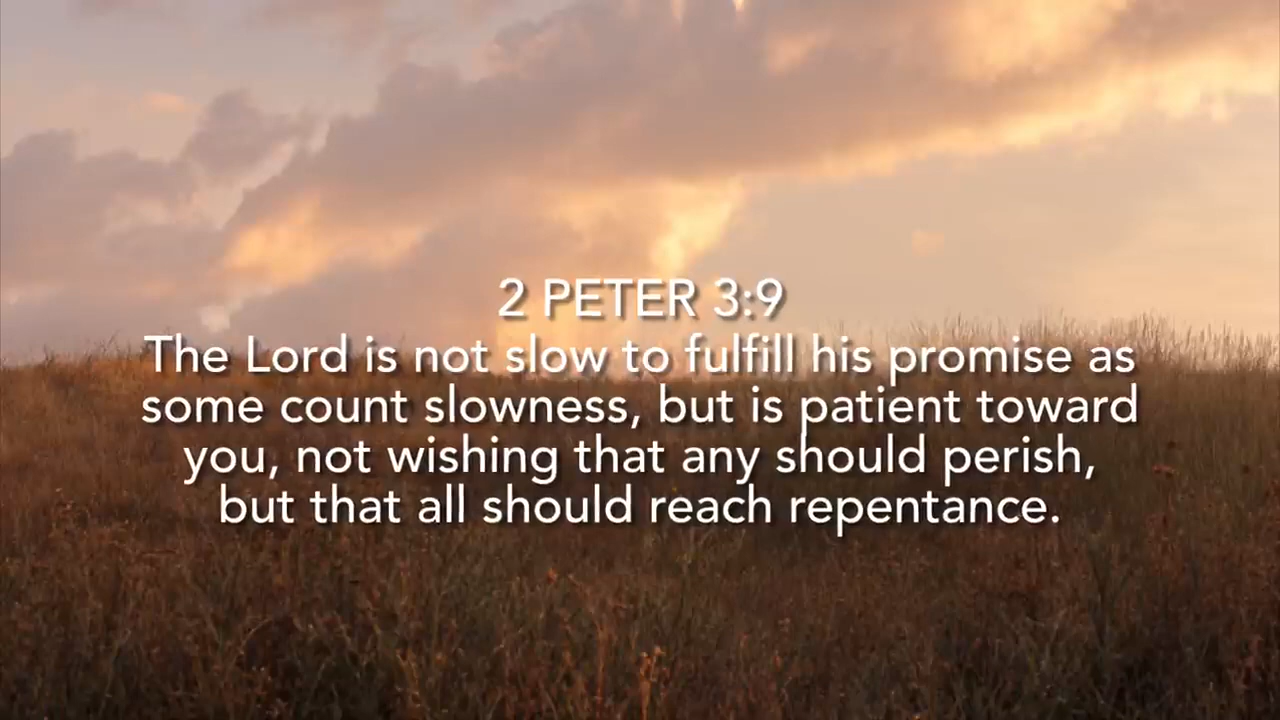 2 PETER 3:9
The Lord is not slow to fulfill his promise as
some count slowness, but is patient toward
you, not wishing that any should perish,
but that all should reach repentance.